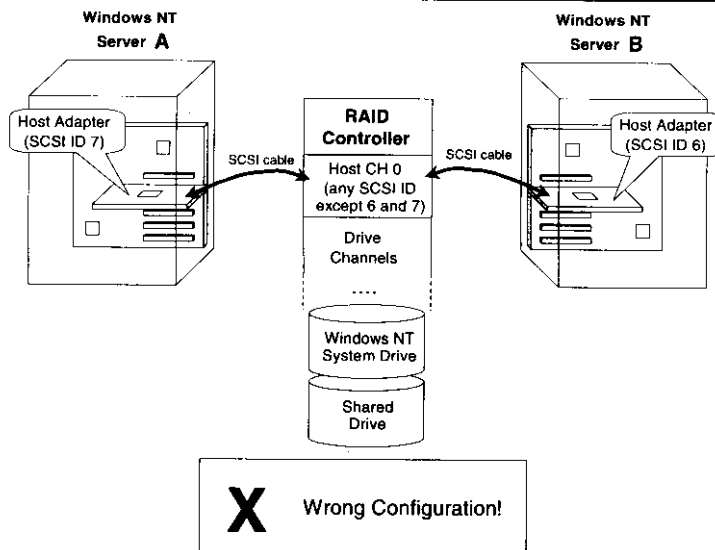 Windows NT
Server A
Windows NT
Server B
Host Adapter
(SCSI ID 7)
SCSI cable
RAID
Controller
Host CH 0
(any SCSI ID
except 6 and 7)
SCSI cable
Host Adapter
(SCSI ID 6)
Drive
Channels
....
Windows NT
System Drive
Shared
Drive
X Wrong Configuration!